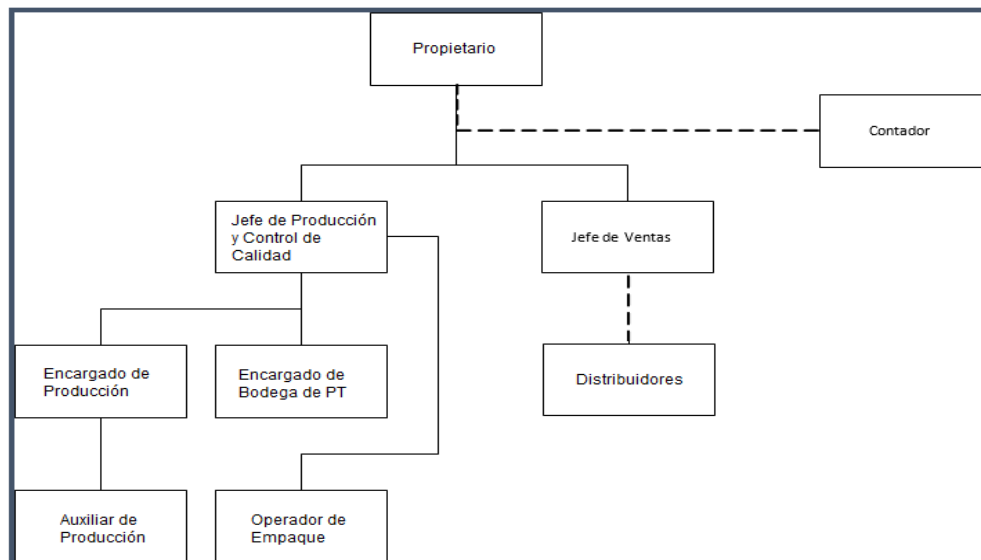 Propietario
Contador
Jefe de Producción
y Control de
Calidad
Jefe de Ventas
Encargado de
Producción
Encargado de
Bodega de PT
Distribuidores
Auxiliar de
Producción
Operador de
Empaque